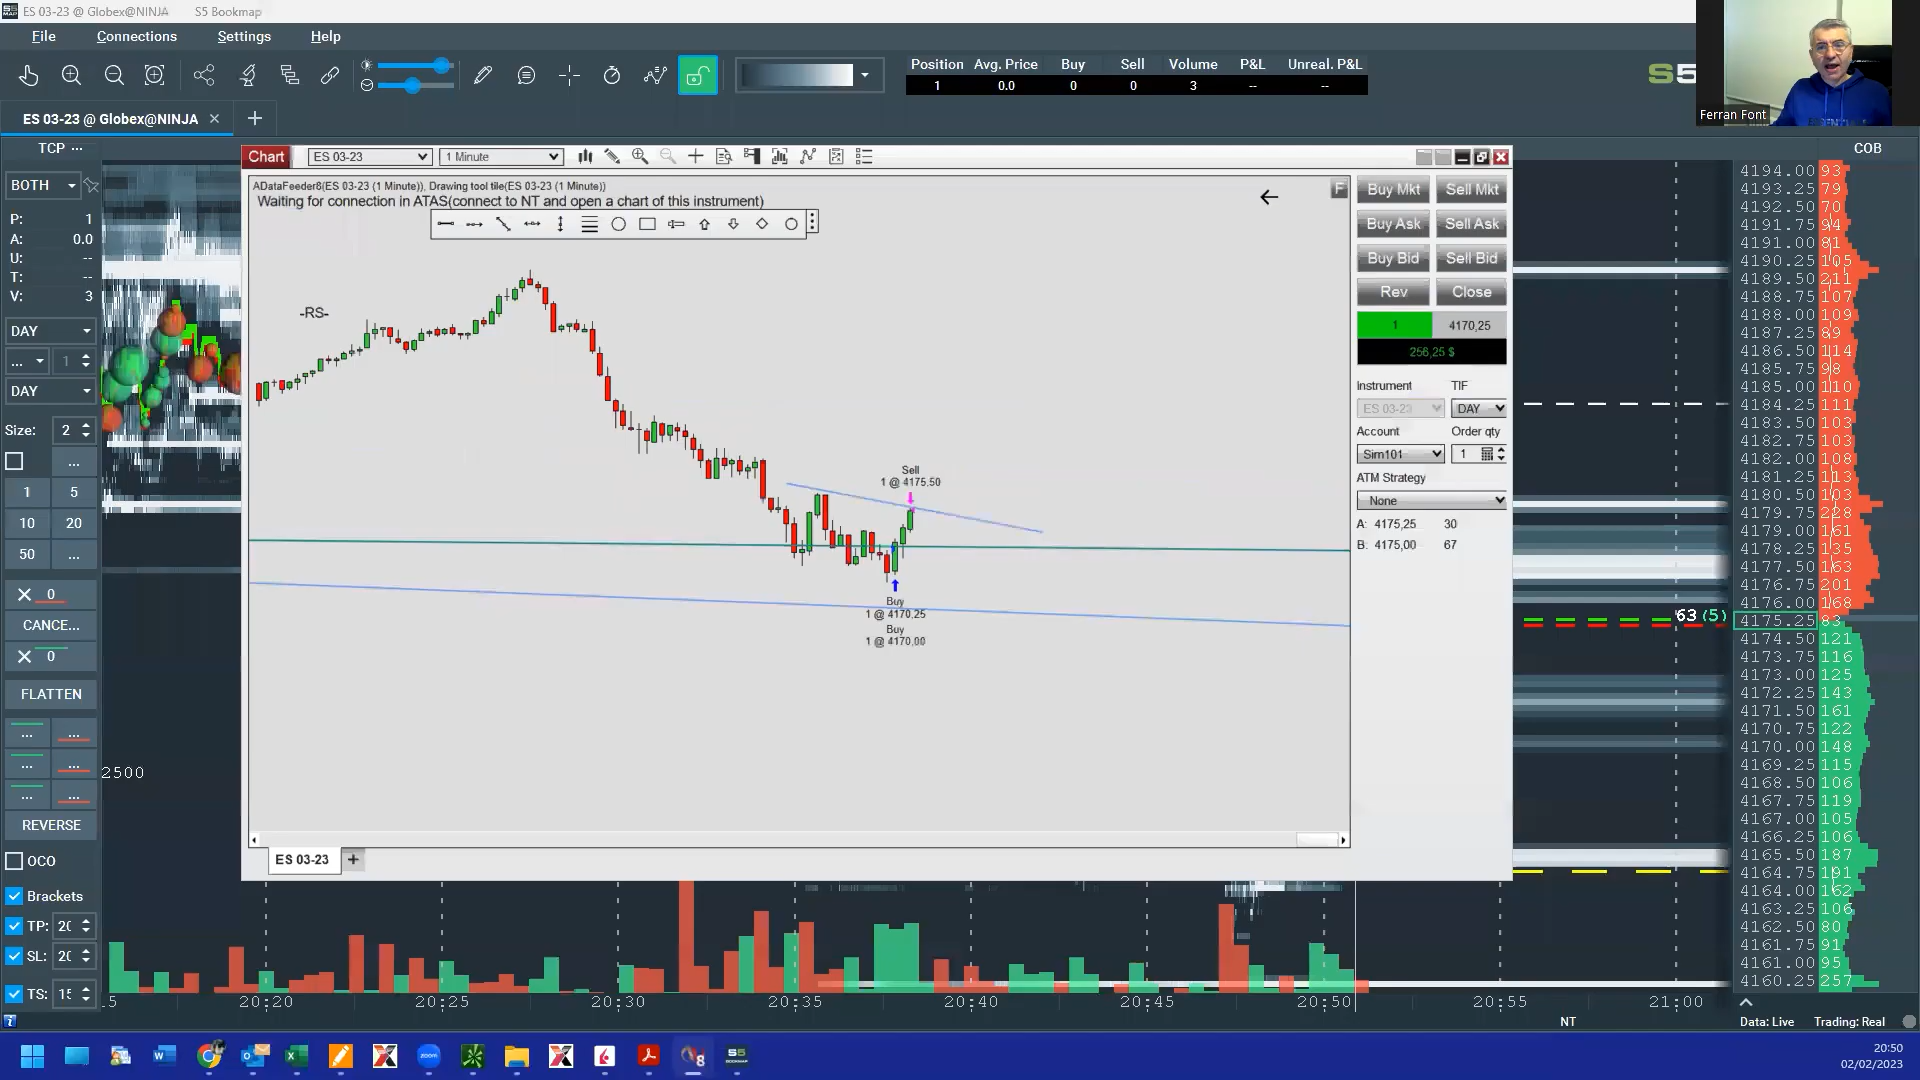 ES 03-23 @ Globex@NINJA S5 Bookmap
File Connections Settings Help
Position Avg. Price Buy Sell Volume P&L Unreal. P&L
1 0.0 0 0 3 -- --
S5
Ferran Font
ES 03-23 @ Globex@NINJA
TCP ...
COB
BOTH
P: 1
A: 0.0
U: --
T: --
V: 3
DAY
... 1
DAY
Size: 2
...
1 5
10 20
50 ...
0
CANCE...
0
FLATTEN
... ...
... ...
... ...
REVERSE
OCO
Brackets
TP: 20
SL: 20
TS: 15
2500
Chart ES 03-23 1 Minute
ADataFeeder8(ES 03-23 (1 Minute)), Drawing tool tile(ES 03-23 (1 Minute))
Waiting for connection in ATAS(connect to NT and open a chart of this instrument)
F
-RS-
Sell
1 @ 4175.50
Buy
1 @ 4170,25
Buy
1 @ 4170,00
Buy Mkt Sell Mkt
Buy Ask Sell Ask
Buy Bid Sell Bid
Rev Close
1 4170,25
256,25 $
Instrument TIF
ES 03-23 DAY
Account Order qty
Sim101 1
ATM Strategy
None
A: 4175,25 30
B: 4175,00 67
ES 03-23 +
63 (5)
4194.00 93
4193.25 79
4192.50 70
4191.75 94
4191.00 81
4190.25 105
4189.50 211
4188.75 107
4188.00 109
4187.25 89
4186.50 114
4185.75 98
4185.00 110
4184.25 111
4183.50 103
4182.75 100
4182.00 108
4181.25 113
4180.50 103
4179.75 228
4179.00 161
4178.25 135
4177.50 163
4176.75 201
4176.00 168
4175.25 83
4174.50 121
4173.75 116
4173.00 125
4172.25 143
4171.50 161
4170.75 122
4170.00 148
4169.25 115
4168.50 106
4167.75 119
4167.00 105
4166.25 106
4165.50 187
4164.75 191
4164.00 162
4163.25 106
4162.50 80
4161.75 91
4161.00 95
4160.25 257
5 20:20 20:25 20:30 20:35 20:40 20:45 20:50 20:55 21:00
NT Data: Live Trading: Real
20:50
02/02/2023